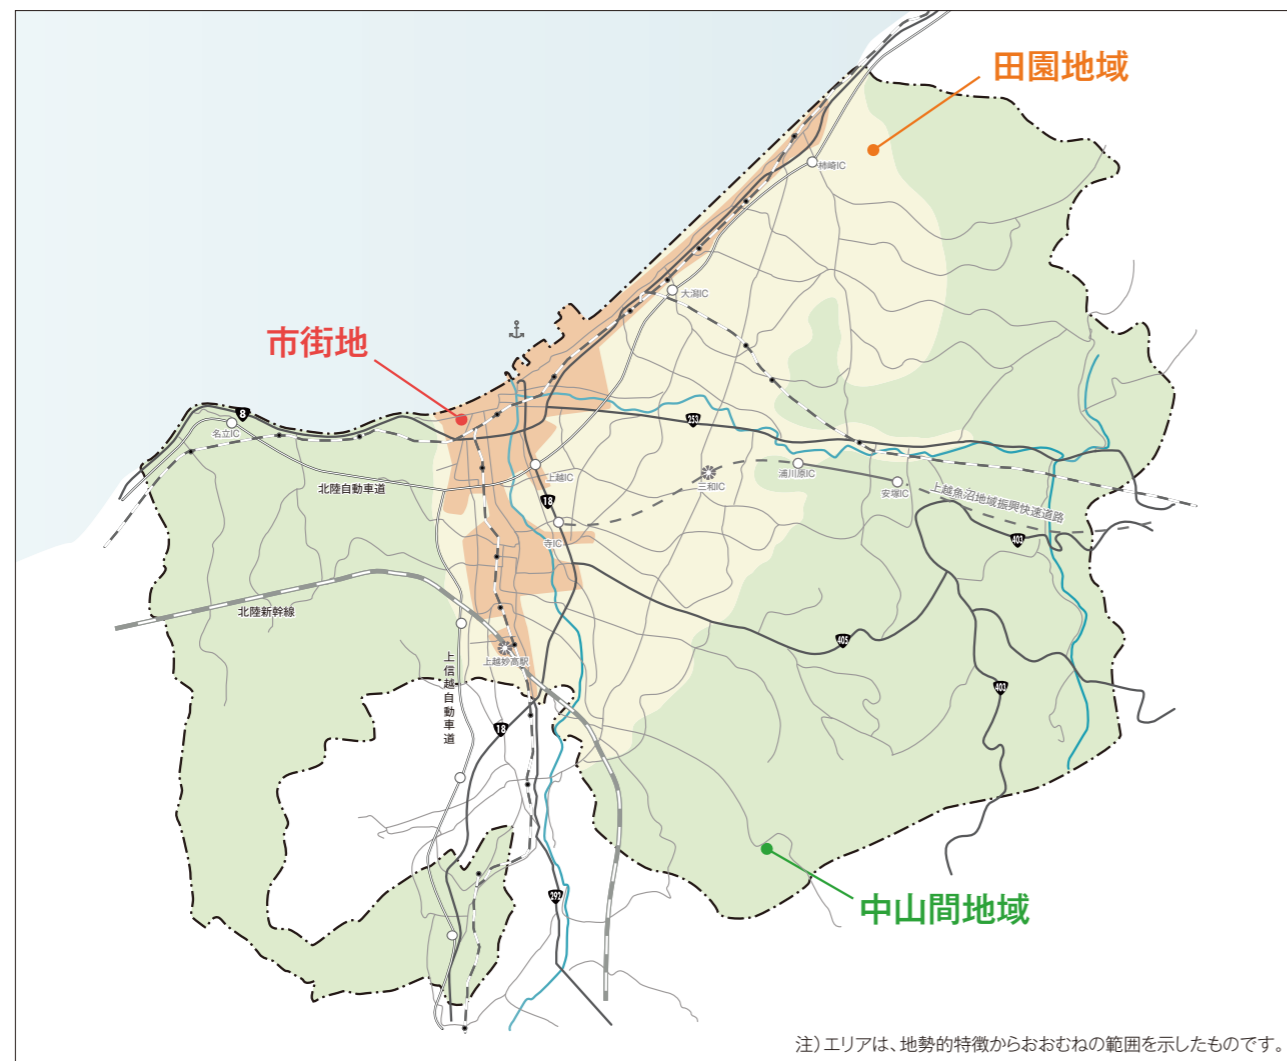 田園地域
柿崎IC
大潟IC
市街地
8
名立IC
253
上越IC
三和IC
浦川原IC
安塚IC
北陸自動車道
18
上越魚沼地域振興快速道路
寺IC
403
北陸新幹線
405
上越妙高駅
上信越自動車道
403
18
292
中山間地域
注）エリアは、地勢的特徴からおおむねの範囲を示したものです。